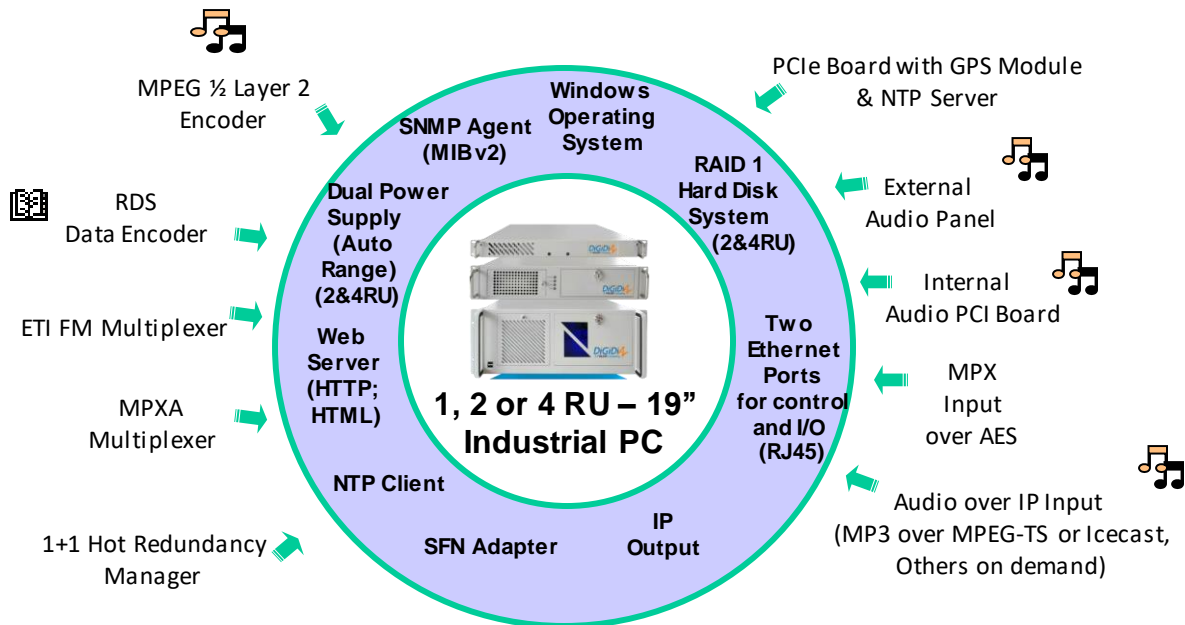 MPEG ½ Layer 2
Encoder
RDS
Data Encoder
ETI FM Multiplexer
MPXA
Multiplexer
1+1 Hot Redundancy
Manager
Windows
Operating
System
SNMP Agent
(MIBv2)
RAID 1
Hard Disk
System
(2&4RU)
Dual Power
Supply
(Auto
Range)
(2&4RU)
Web
Server
(HTTP;
HTML)
Two
Ethernet
Ports
for control
and I/O
(RJ45)
NTP Client
SFN Adapter
IP
Output
DiGiDia
DiGiDia
DiGiDia
1, 2 or 4 RU – 19”
Industrial PC
PCIe Board with GPS Module
& NTP Server
External
Audio Panel
Internal
Audio PCI Board
MPX
Input
over AES
Audio over IP Input
(MP3 over MPEG-TS or Icecast,
Others on demand)